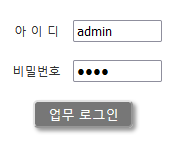 아 이 디 admin
비밀번호 ●●●●
업무 로그인